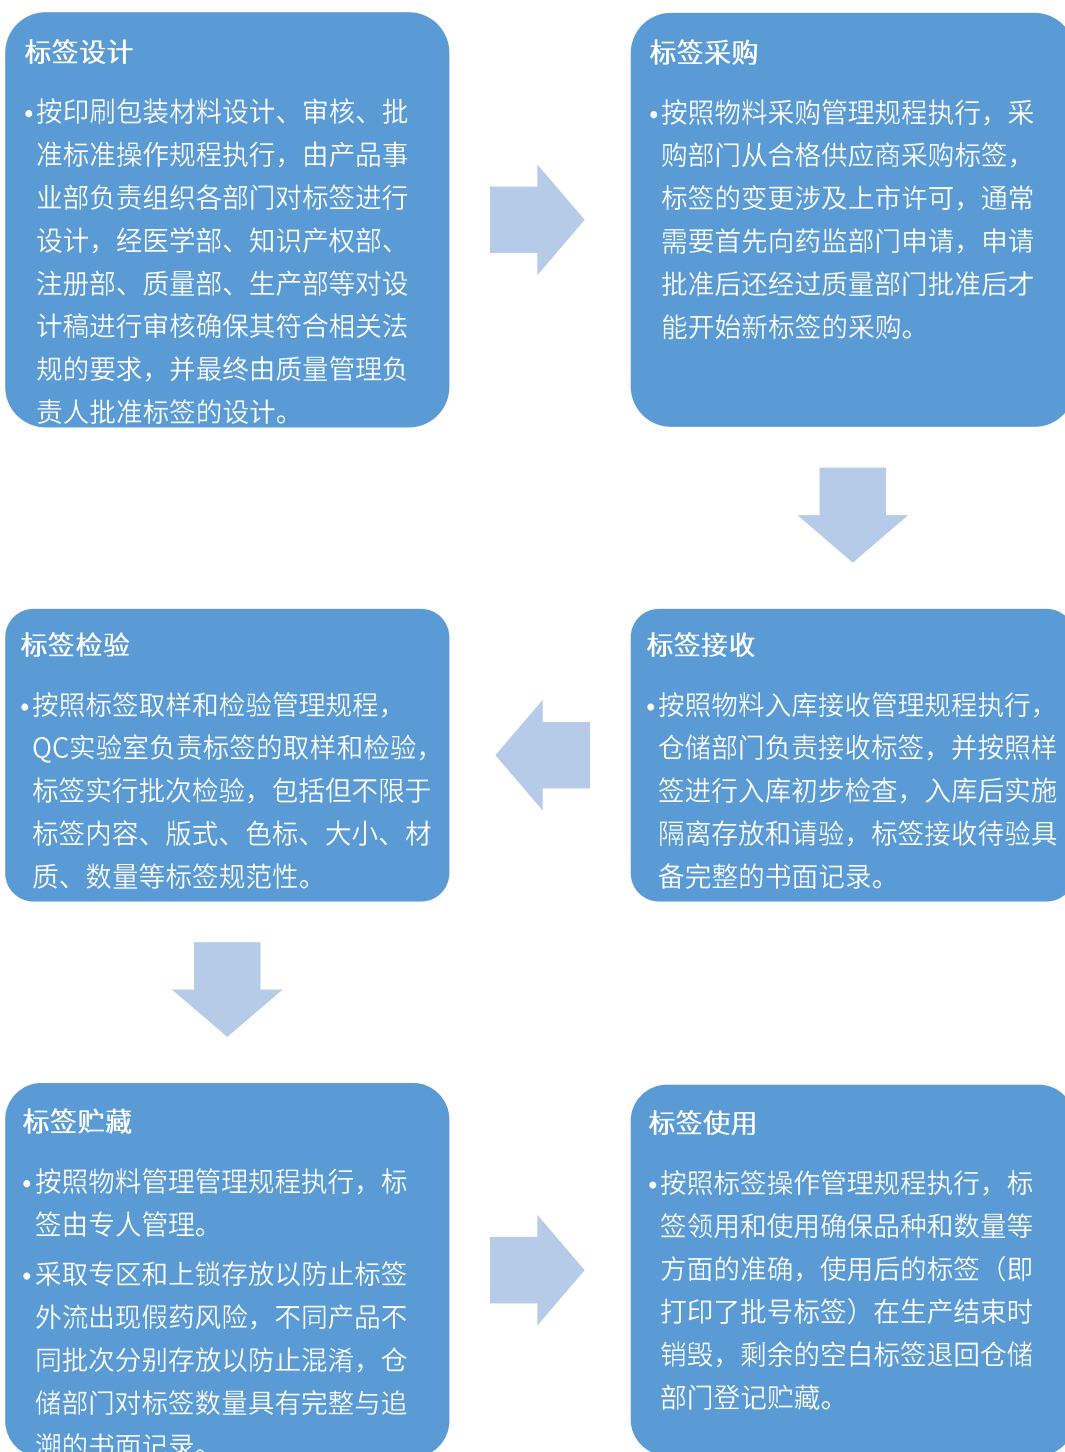 标签设计
•按印刷包装材料设计、审核、批
准标准操作规程执行，由产品事
业部负责组织各部门对标签进行
设计，经医学部、知识产权部、
注册部、质量部、生产部等对设
计稿进行审核确保其符合相关法
规的要求，并最终由质量管理负
责人批准标签的设计。
标签采购
•按照物料采购管理规程执行，采
购部门从合格供应商采购标签，
标签的变更涉及上市许可，通常
需要首先向药监部门申请，申请
批准后还经过质量部门批准后才
能开始新标签的采购。
标签接收
•按照物料入库接收管理规程执行，
仓储部门负责接收标签，并按照样
签进行入库初步检查，入库后实施
隔离存放和请验，标签接收待验具
备完整的书面记录。
标签检验
•按照标签取样和检验管理规程，
QC实验室负责标签的取样和检验，
标签实行批次检验，包括但不限于
标签内容、版式、色标、大小、材
质、数量等标签规范性。
标签贮藏
•按照物料管理管理规程执行，标
签由专人管理。
•采取专区和上锁存放以防止标签
外流出现假药风险，不同产品不
同批次分别存放以防止混淆，仓
储部门对标签数量具有完整与追
溯的书面记录。
标签使用
•按照标签操作管理规程执行，标
签领用和使用确保品种和数量等
方面的准确，使用后的标签（即
打印了批号标签）在生产结束时
销毁，剩余的空白标签退回仓储
部门登记贮藏。